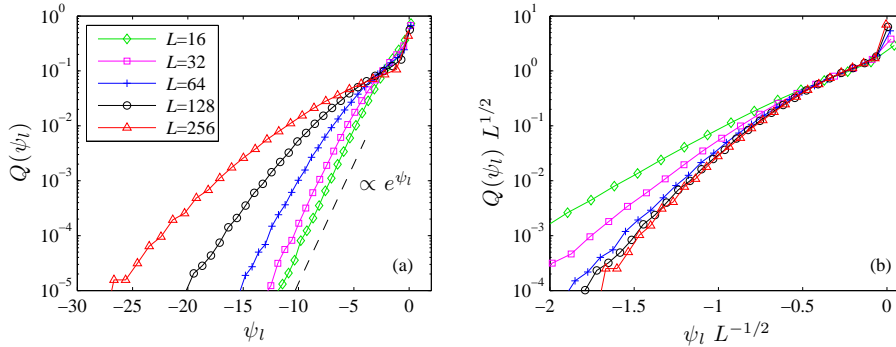 10^0
10^{-1}
10^{-2}
10^{-3}
10^{-4}
10^{-5}
Q(ψ_l)
L=16
L=32
L=64
L=128
L=256
∝ e^{ψ_l}
(a)
−30 −25 −20 −15 −10 −5 0
ψ_l
10^1
10^0
10^{-1}
10^{-2}
10^{-3}
10^{-4}
Q(ψ_l) L^{1/2}
(b)
−2 −1.5 −1 −0.5 0
ψ_l L^{-1/2}